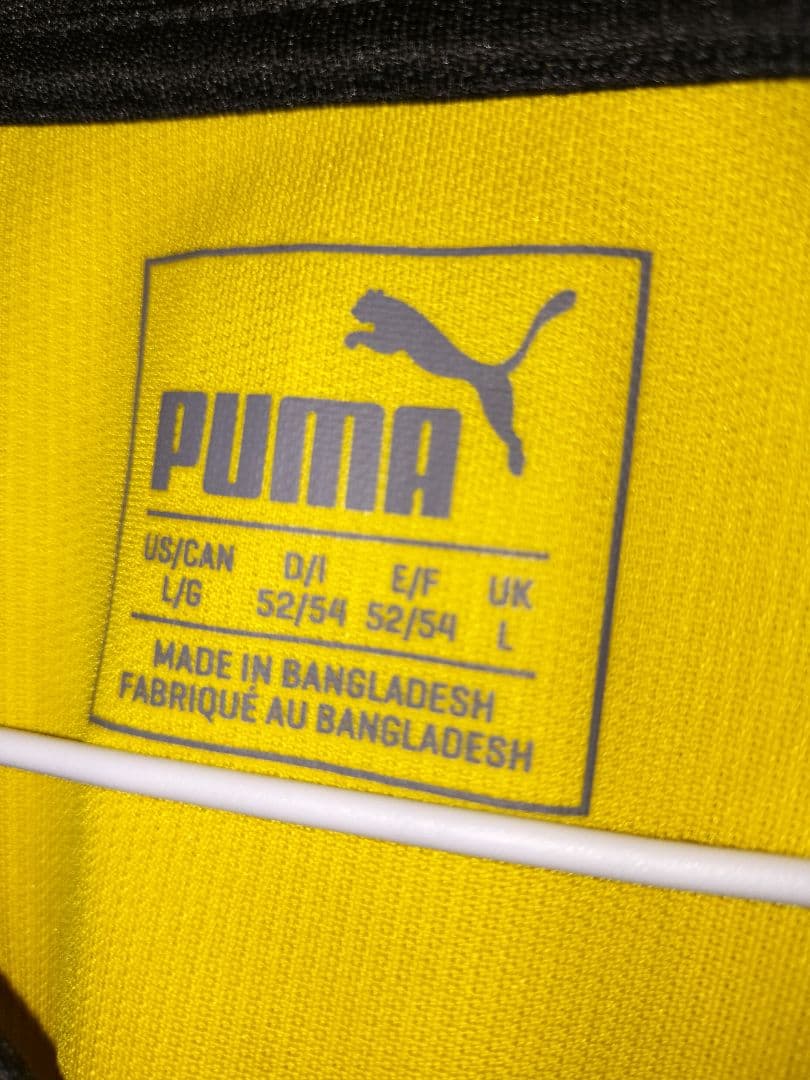 PUMA
US/CAN D/I E/F UK
L/G 52/54 52/54 L
MADE IN BANGLADESH
FABRIQUÉ AU BANGLADESH